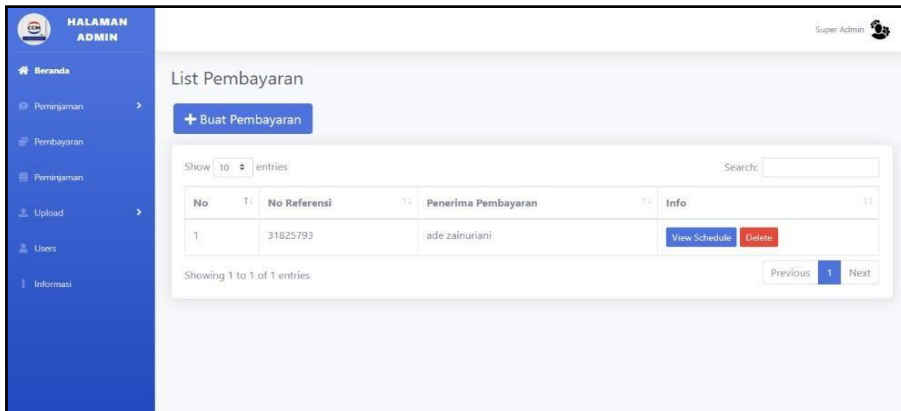 CCM
HALAMAN
ADMIN
Super Admin
Beranda
Peminjaman
Pembayaran
Peminjaman
Upload
Users
Informasi
List Pembayaran
+ Buat Pembayaran
Show 10 entries
Search:
No No Referensi Penerima Pembayaran Info
1 31825793 ade zainuriani View Schedule Delete
Showing 1 to 1 of 1 entries
Previous 1 Next